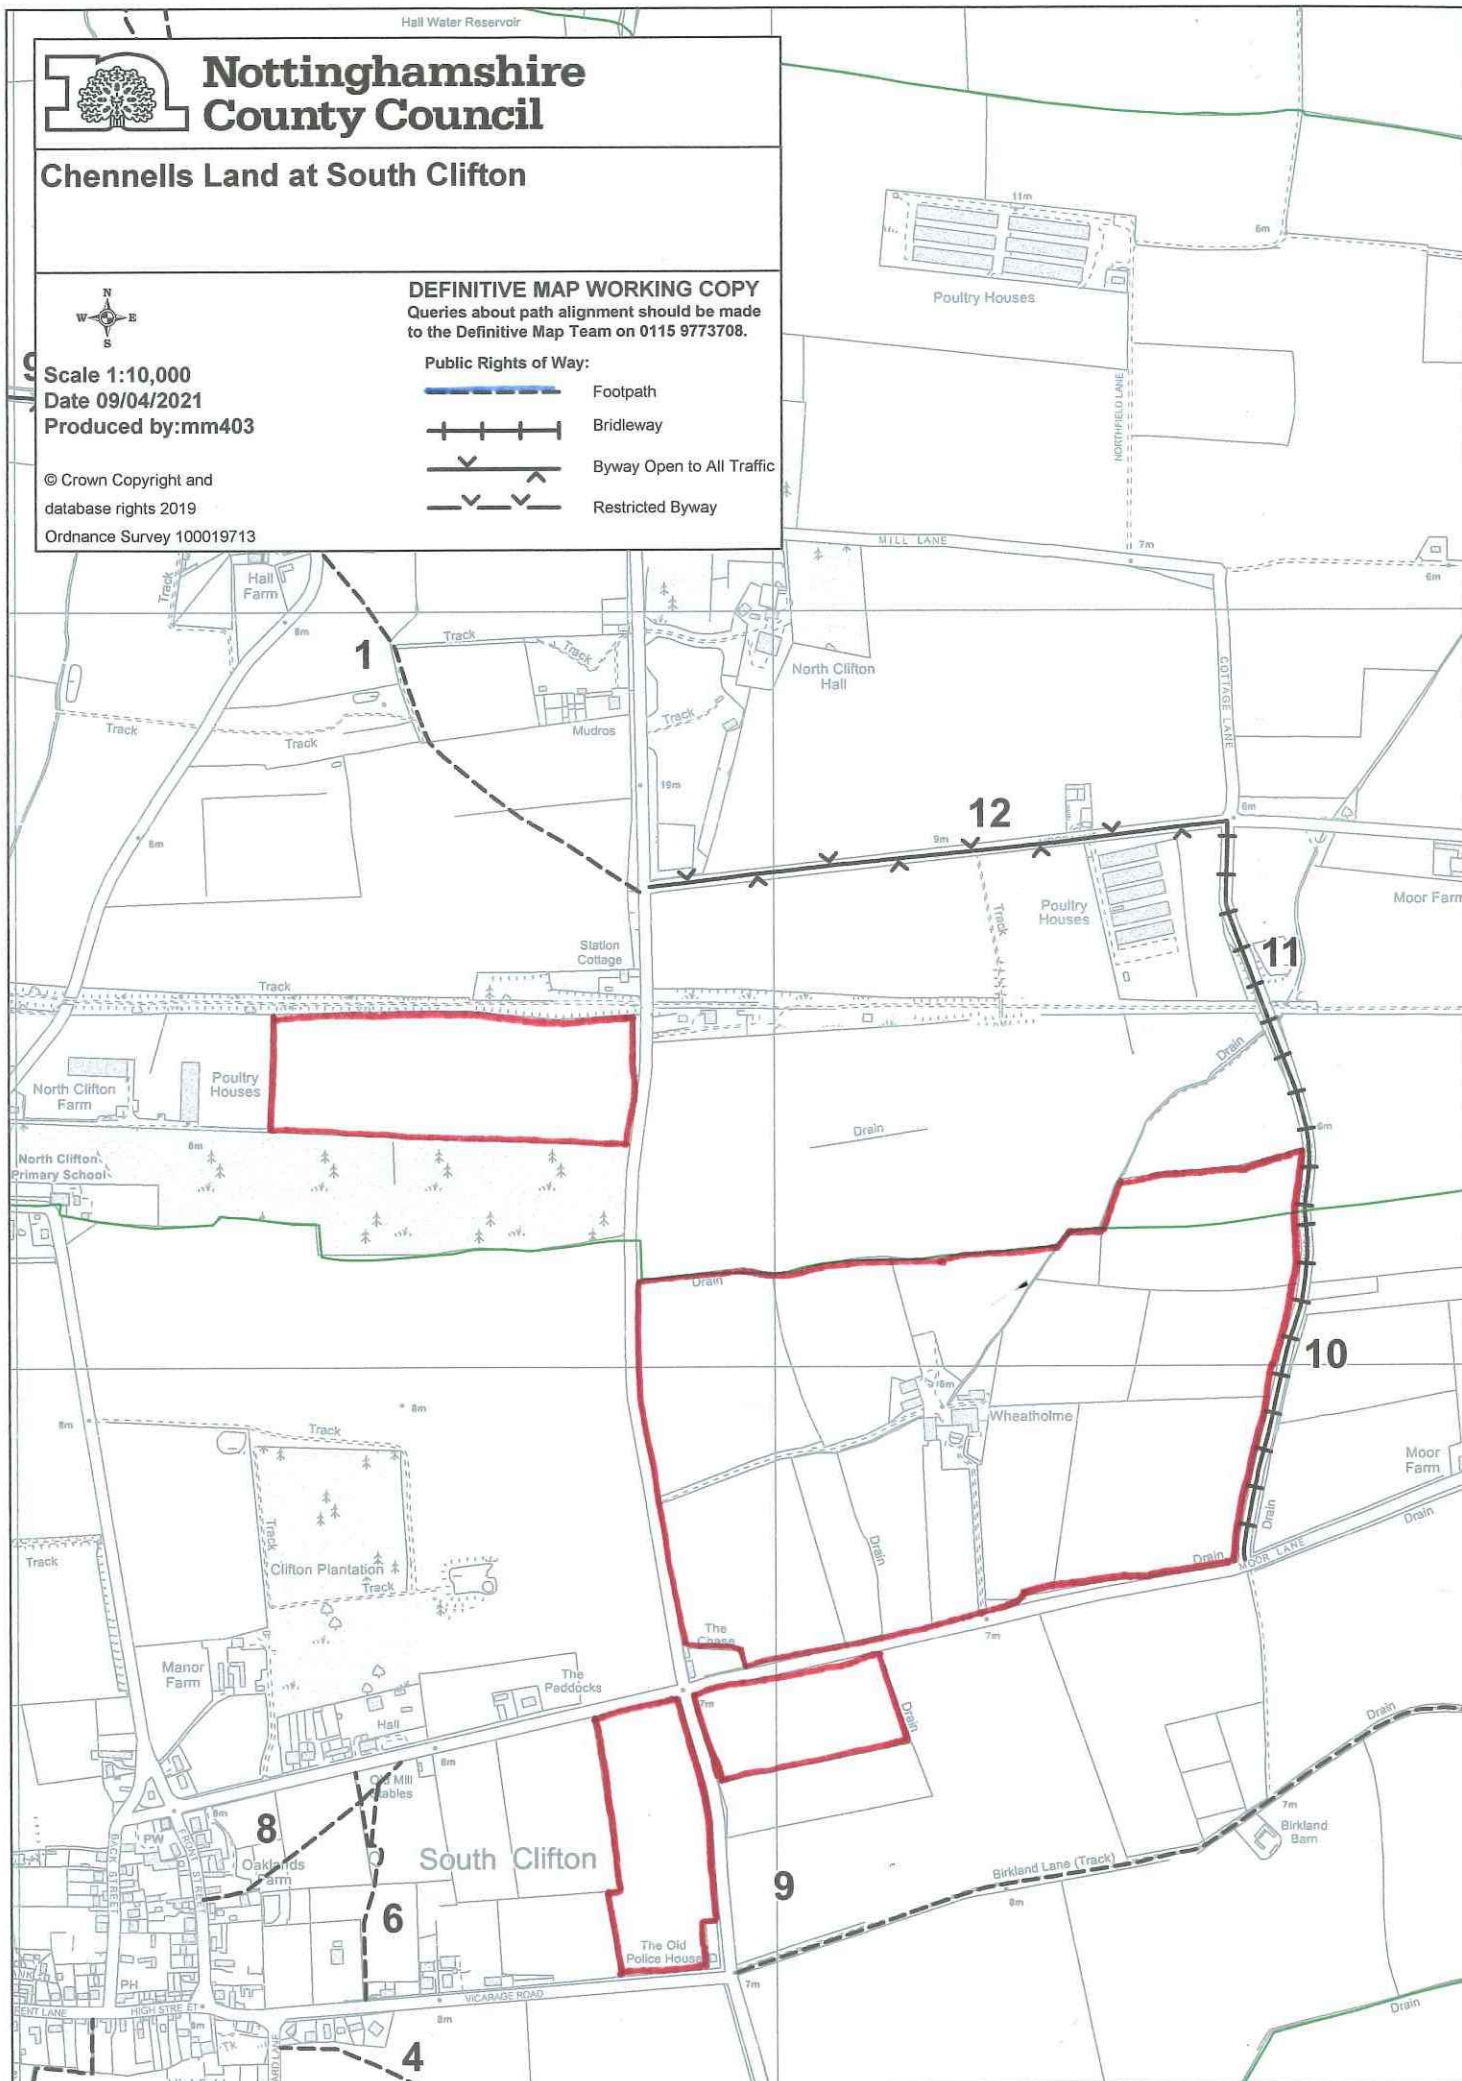 Hall Water Reservoir
Nottinghamshire
County Council
Chennells Land at South Clifton
N
W E
S
Scale 1:10,000
Date 09/04/2021
Produced by:mm403
© Crown Copyright and
database rights 2019
Ordnance Survey 100019713
DEFINITIVE MAP WORKING COPY
Queries about path alignment should be made
to the Definitive Map Team on 0115 9773708.
Public Rights of Way:
Footpath
Bridleway
Byway Open to All Traffic
Restricted Byway
11m
6m
Poultry Houses
NORTHFIELD LANE
MILL LANE
7m
6m
Track
Hall
Farm
8m
1
Track
Track
North Clifton
Hall
COTTAGE LANE
Track
Track
Mudros
Track
19m
8m
12
9m
6m
Poultry
Houses
Track
Moor Farm
Station
Cottage
11
Track
Drain
North Clifton
Farm
Poultry
Houses
8m
Drain
6m
North Clifton
Primary School
Drain
10
8m
8m
Track
6m
Wheatholme
Moor
Farm
Track
Track
Clifton Plantation
Track
Drain
Drain
Drain
Drain
MOOR LANE
The
Chase
7m
Manor
Farm
The
Paddocks
7m
Drain
Drain
Hall
8m
Old Mill
Stables
8m
8
PW
BACK STREET
FRONT STREET
Oaklands
Farm
South Clifton
7m
Birkland
Barn
Birkland Lane (Track)
8m
9
6
The Old
Police House
7m
PH
VICARAGE ROAD
HIGH STREET
8m
8m
Drain
4